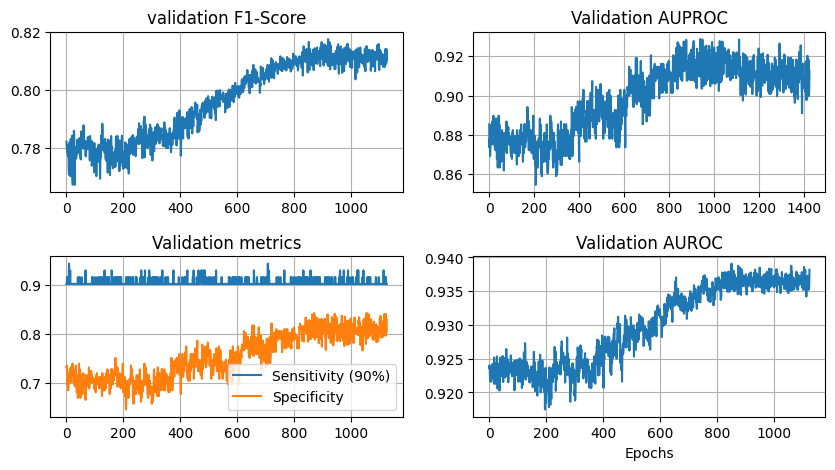 validation F1-Score
0.82
0.80
0.78
0 200 400 600 800 1000
Validation AUPROC
0.92
0.90
0.88
0.86
0 200 400 600 800 1000 1200 1400
Validation metrics
0.9
0.8
0.7
Sensitivity (90%)
Specificity
0 200 400 600 800 1000
Validation AUROC
0.940
0.935
0.930
0.925
0.920
0 200 400 600 800 1000
Epochs